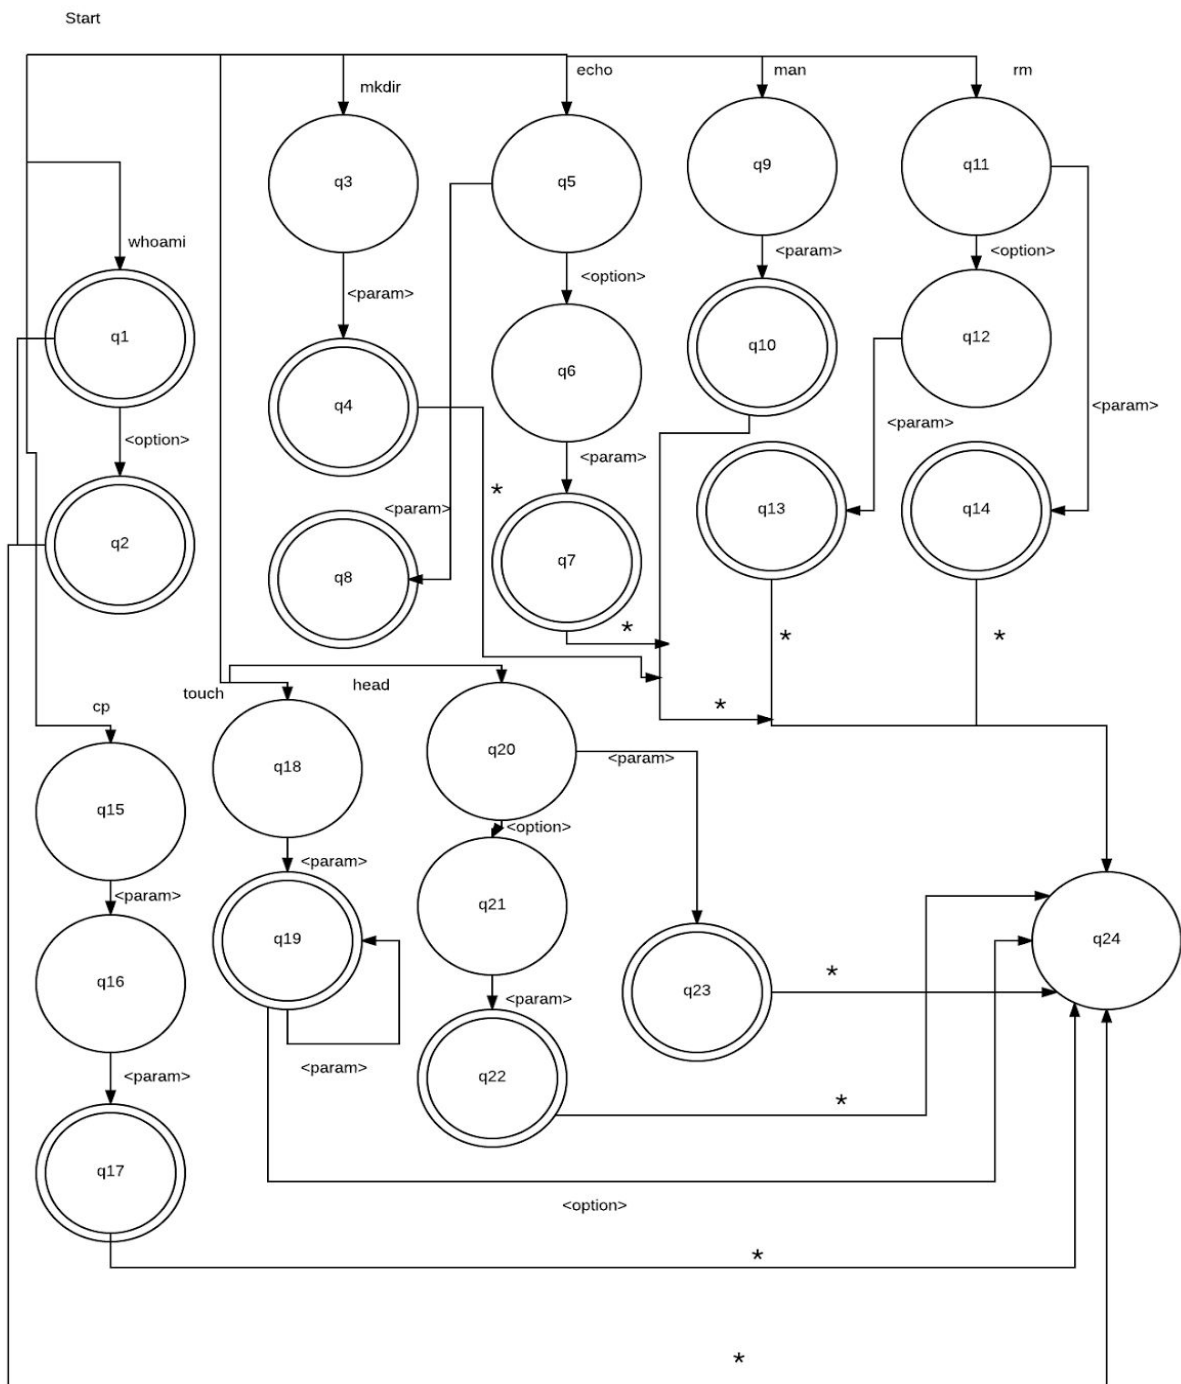 Start
echo
man
rm
mkdir
q9
q11
q3
q5
whoami
<param>
<option>
<option>
<param>
q1
q12
q10
q6
q4
<param>
<param>
<option>
<param>
*
<param>
q13
q14
q2
q7
q8
*
*
*
touch
head
cp
*
q20
<param>
q18
q15
<option>
<param>
<param>
q21
q19
q24
*
q16
q23
<param>
<param>
<param>
q22
*
q17
<option>
*
*